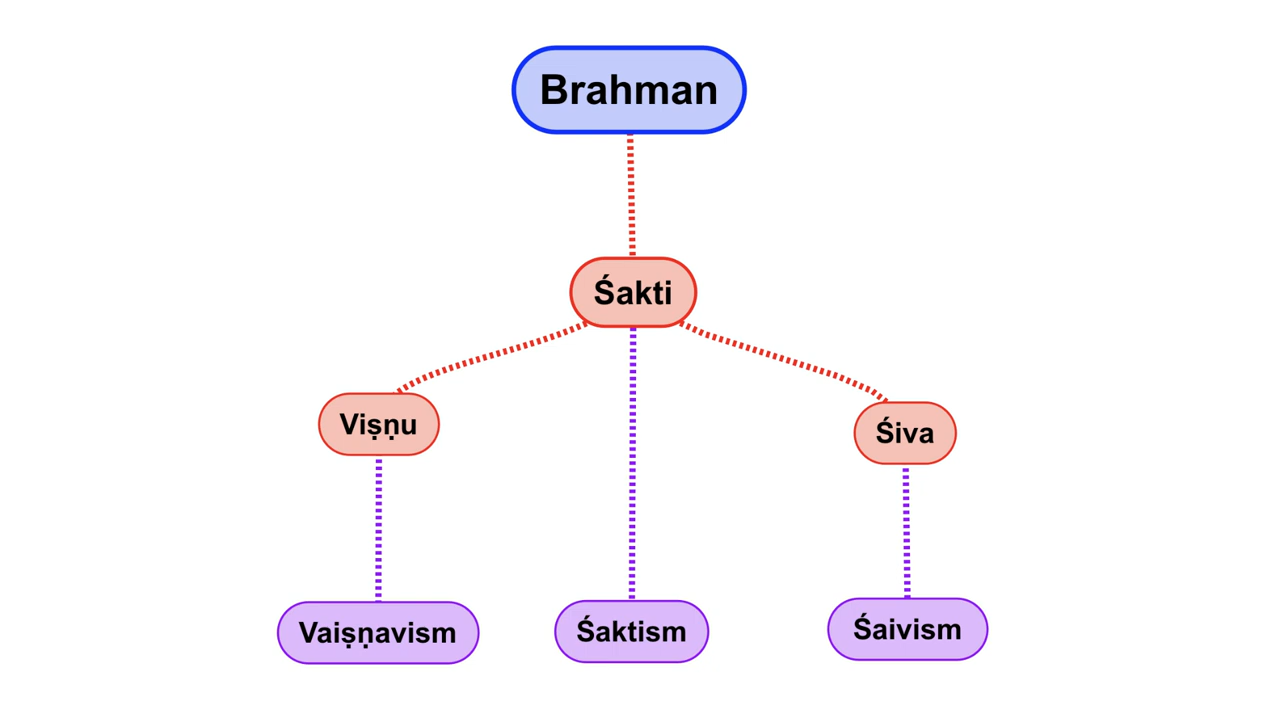 Brahman
Śakti
Viṣṇu
Śiva
Vaiṣṇavism
Śaktism
Śaivism